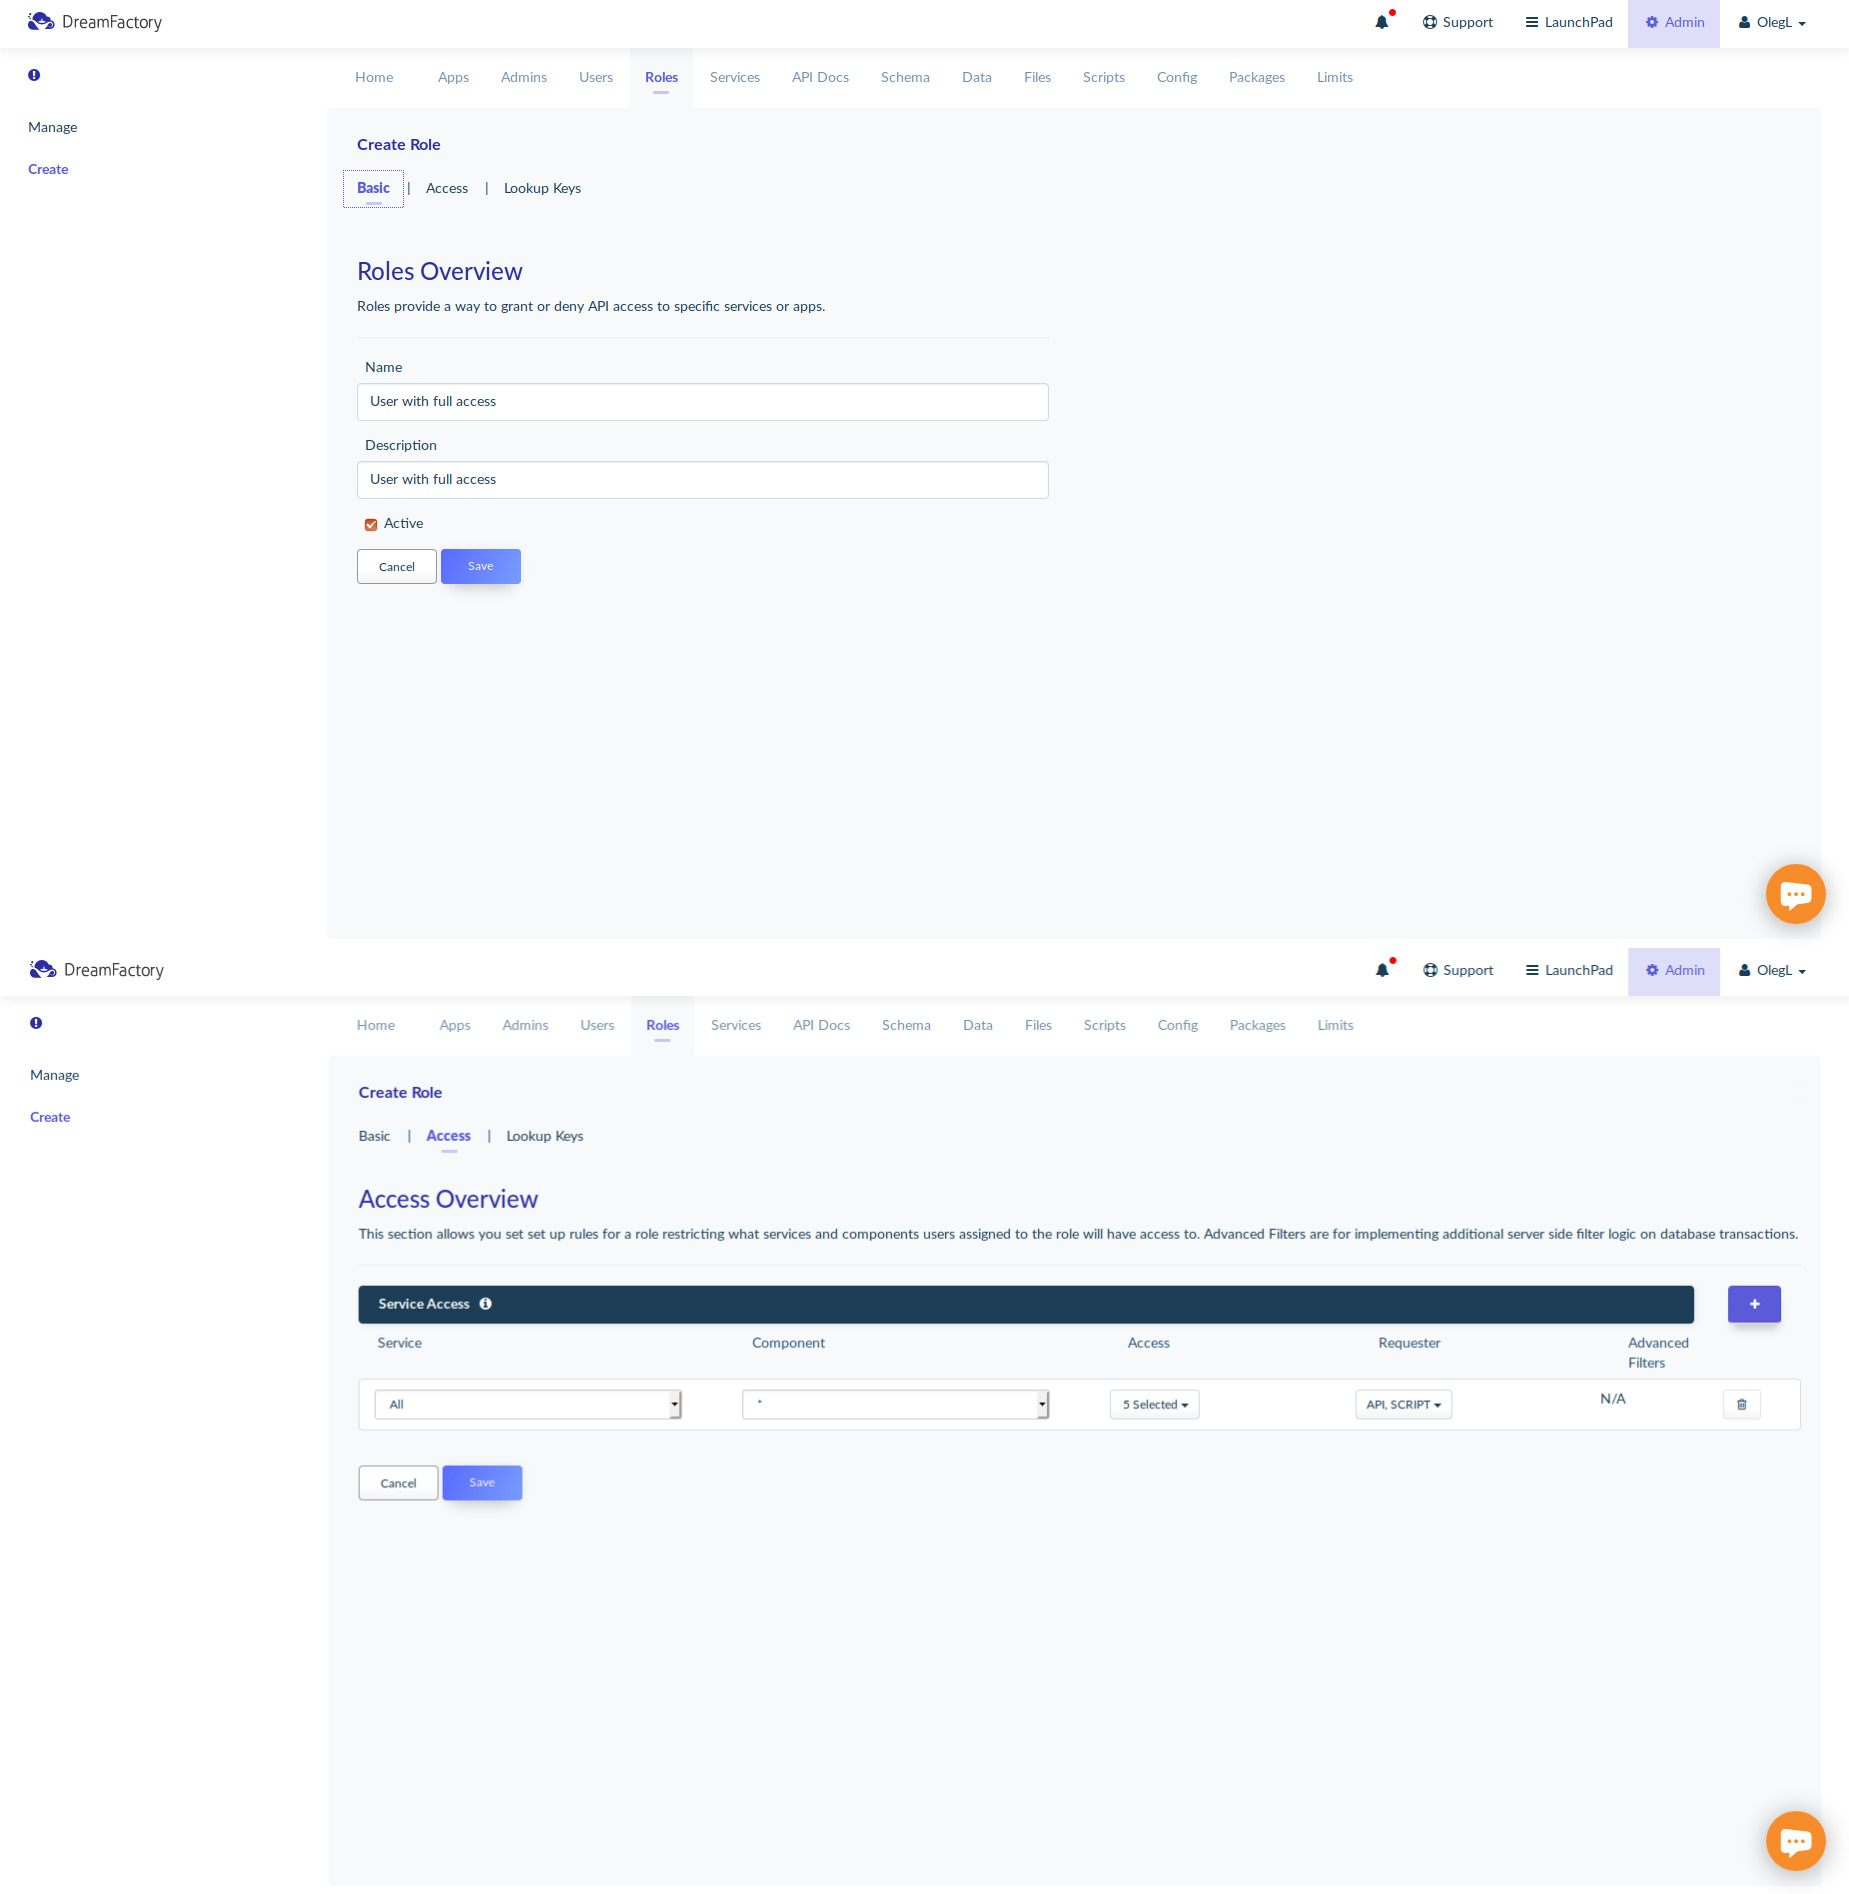 DreamFactory
Support LaunchPad Admin OlegL
Home Apps Admins Users Roles Services API Docs Schema Data Files Scripts Config Packages Limits
Manage
Create
Create Role
Basic | Access | Lookup Keys
Roles Overview
Roles provide a way to grant or deny API access to specific services or apps.
Name
User with full access
Description
User with full access
Active
Cancel Save
DreamFactory
Support LaunchPad Admin OlegL
Home Apps Admins Users Roles Services API Docs Schema Data Files Scripts Config Packages Limits
Manage
Create
Create Role
Basic | Access | Lookup Keys
Access Overview
This section allows you set set up rules for a role restricting what services and components users assigned to the role will have access to. Advanced Filters are for implementing additional server side filter logic on database transactions.
Service Access
+
Service Component Access Requester Advanced
Filters
All * 5 Selected API, SCRIPT N/A
Cancel Save